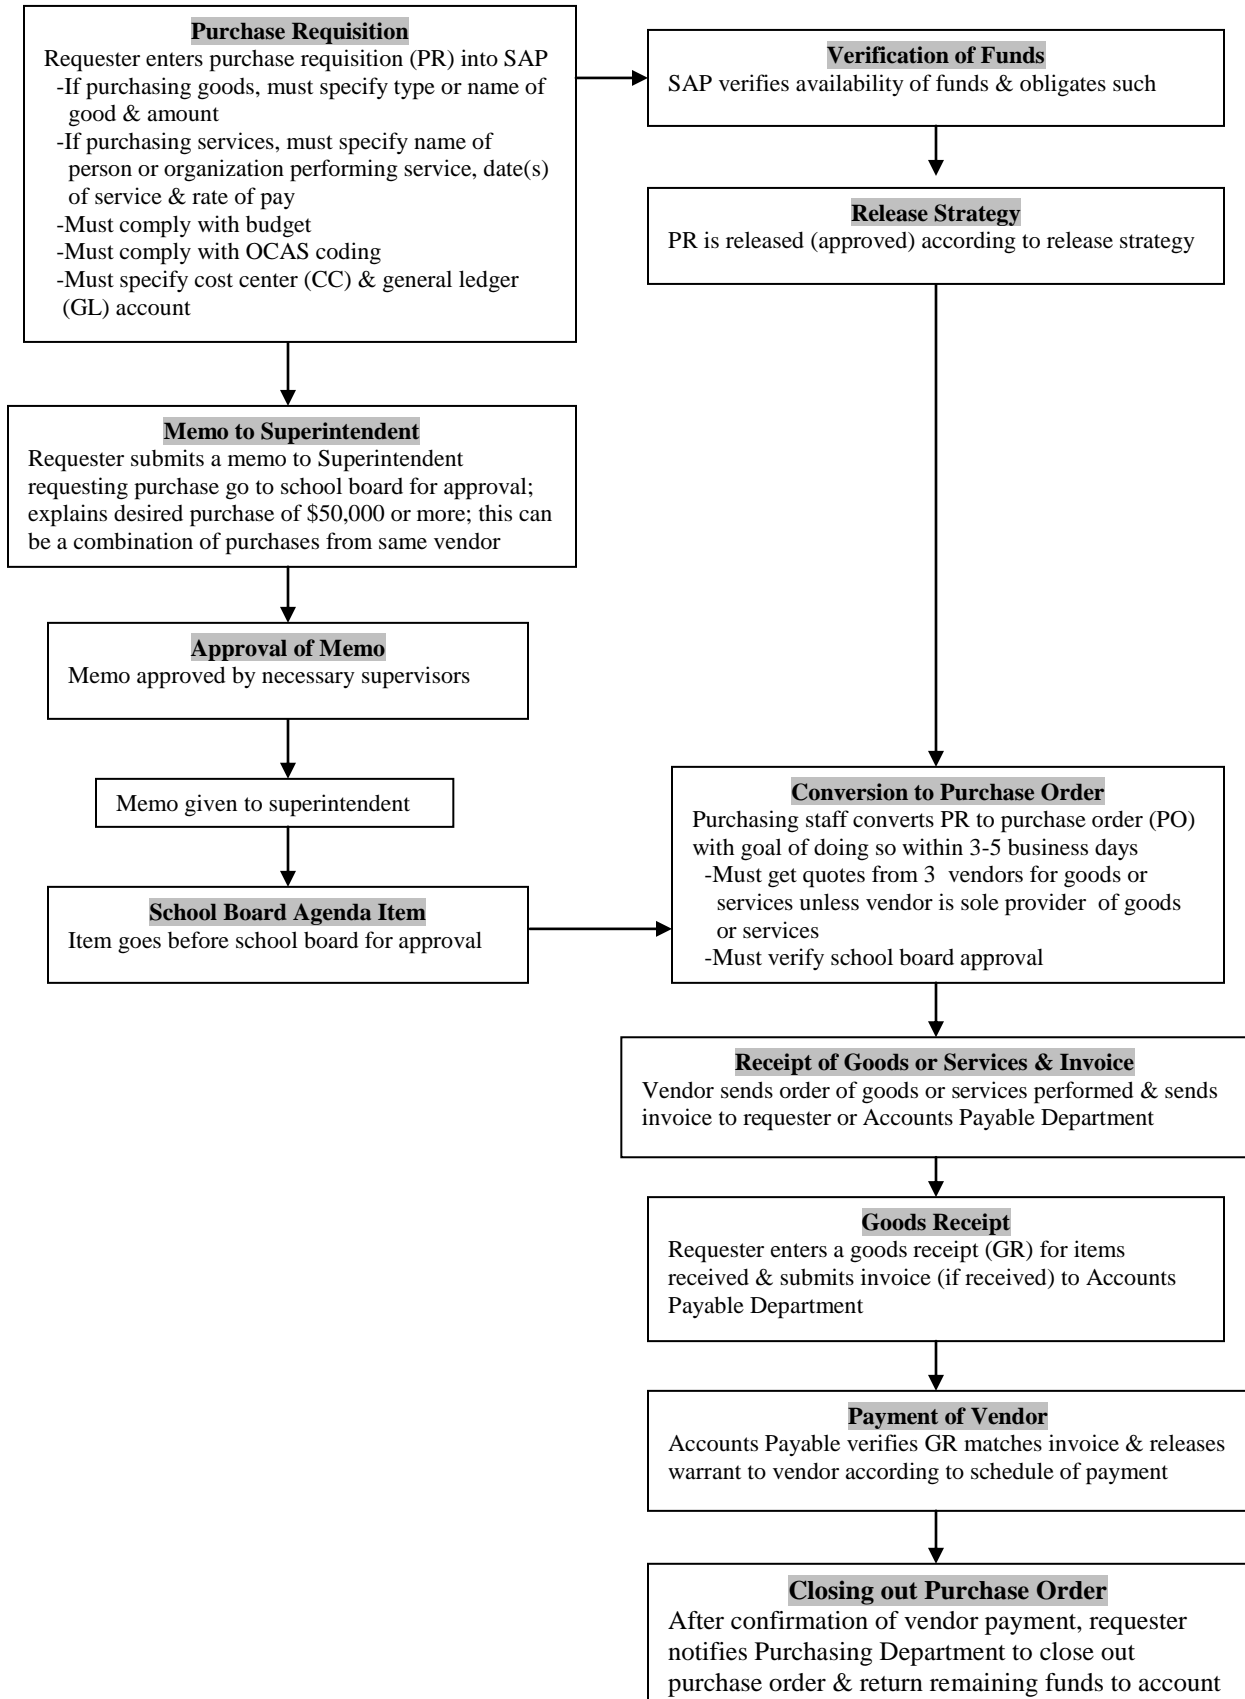 Purchase Requisition
Requester enters purchase requisition (PR) into SAP
-If purchasing goods, must specify type or name of
good & amount
-If purchasing services, must specify name of
person or organization performing service, date(s)
of service & rate of pay
-Must comply with budget
-Must comply with OCAS coding
-Must specify cost center (CC) & general ledger
(GL) account
Verification of Funds
SAP verifies availability of funds & obligates such
Release Strategy
PR is released (approved) according to release strategy
Memo to Superintendent
Requester submits a memo to Superintendent
requesting purchase go to school board for approval;
explains desired purchase of $50,000 or more; this can
be a combination of purchases from same vendor
Approval of Memo
Memo approved by necessary supervisors
Memo given to superintendent
School Board Agenda Item
Item goes before school board for approval
Conversion to Purchase Order
Purchasing staff converts PR to purchase order (PO)
with goal of doing so within 3-5 business days
-Must get quotes from 3 vendors for goods or
services unless vendor is sole provider of goods
or services
-Must verify school board approval
Receipt of Goods or Services & Invoice
Vendor sends order of goods or services performed & sends
invoice to requester or Accounts Payable Department
Goods Receipt
Requester enters a goods receipt (GR) for items
received & submits invoice (if received) to Accounts
Payable Department
Payment of Vendor
Accounts Payable verifies GR matches invoice & releases
warrant to vendor according to schedule of payment
Closing out Purchase Order
After confirmation of vendor payment, requester
notifies Purchasing Department to close out
purchase order & return remaining funds to account